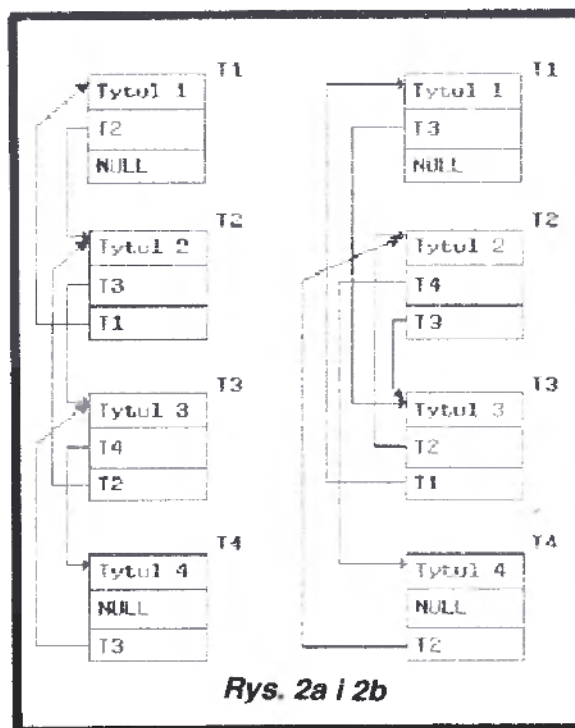 T1
Tytul 1
T2
NULL
T2
Tytul 2
T3
T1
T3
Tytul 3
T4
T2
T4
Tytul 4
NULL
T3
T1
Tytul 1
T3
NULL
T2
Tytul 2
T4
T3
T3
Tytul 3
T2
T1
T4
Tytul 4
NULL
T2
Rys. 2a i 2b